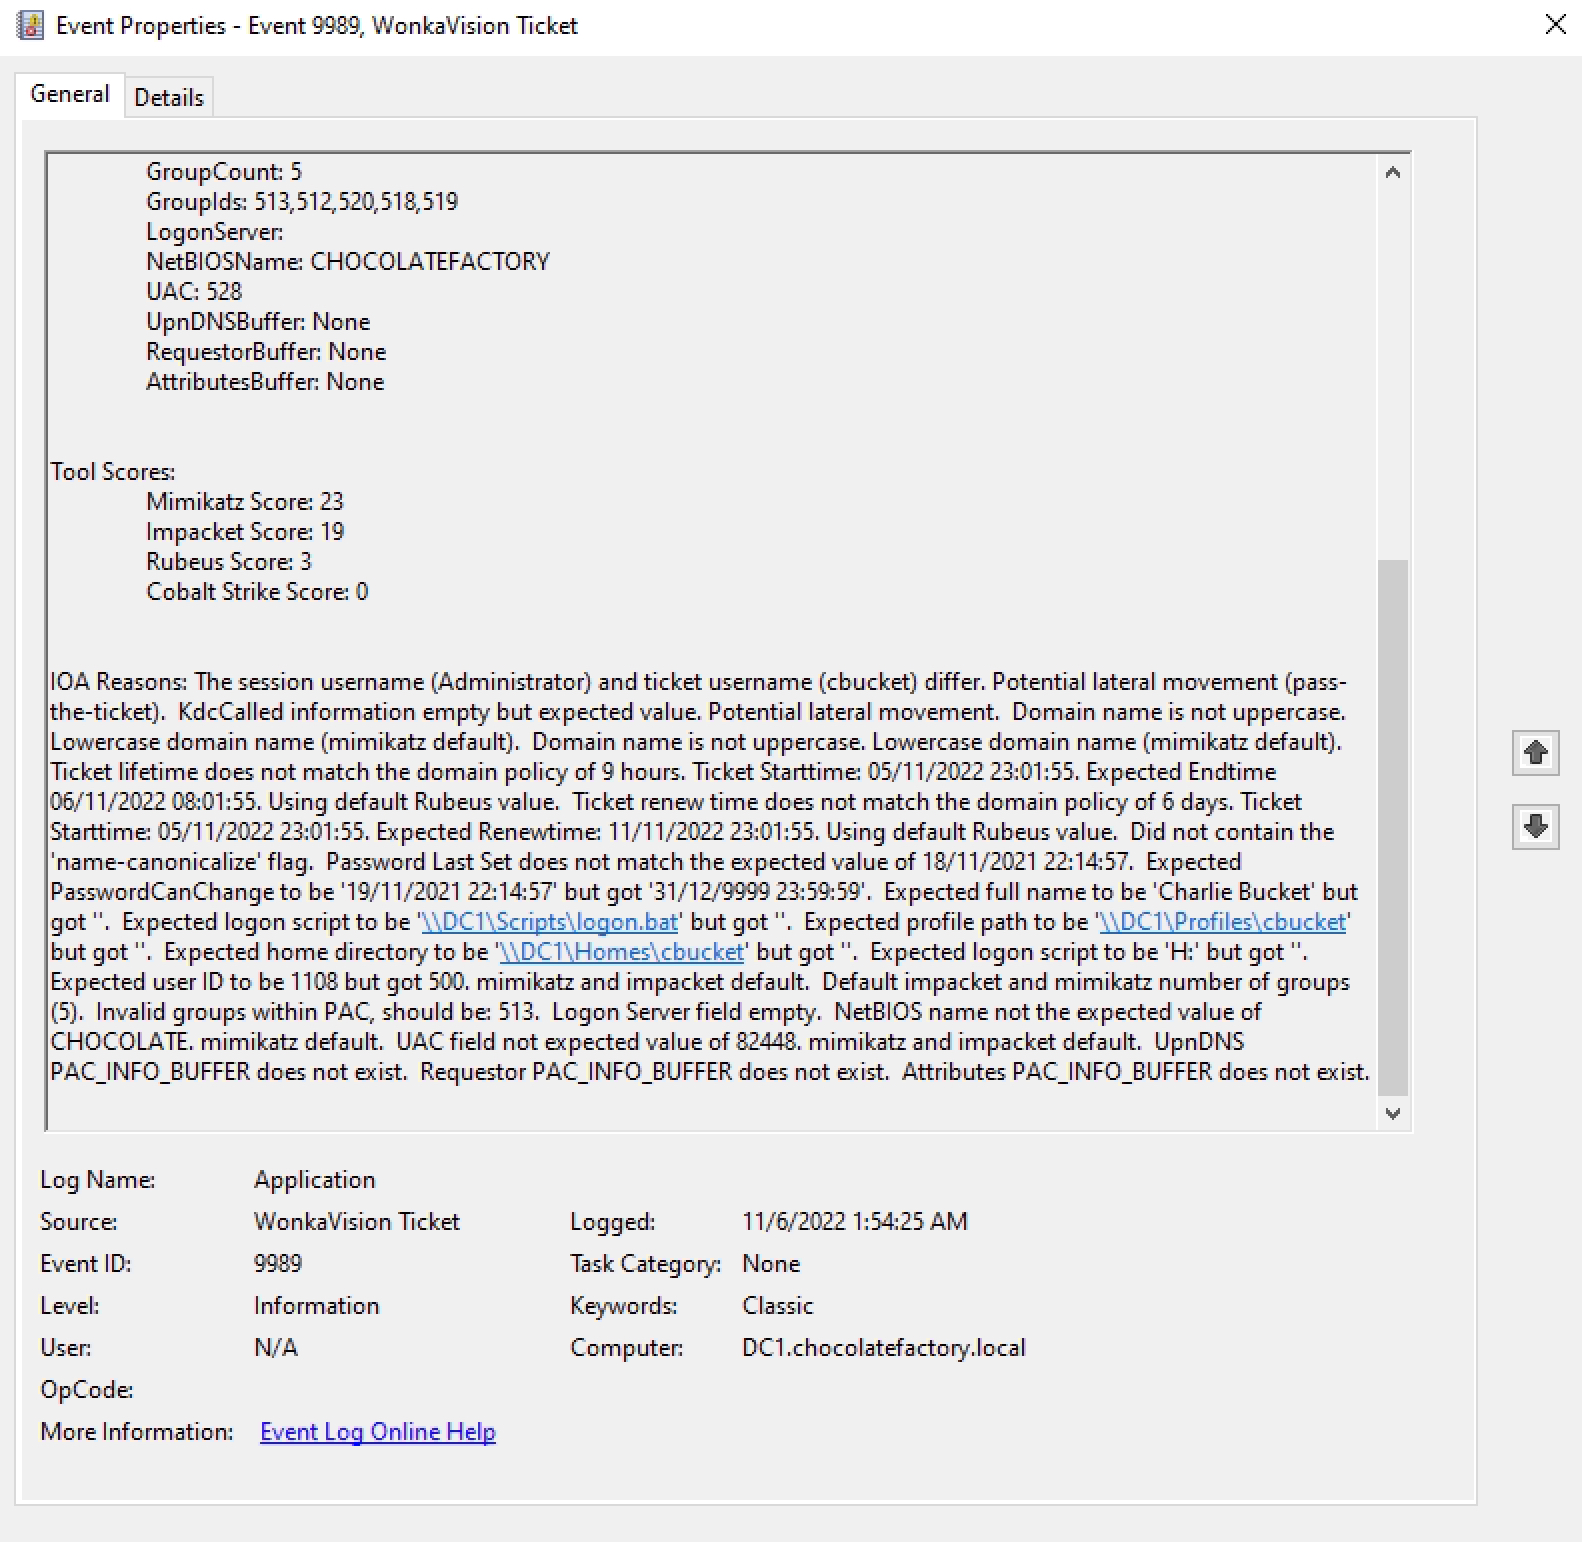 Event Properties - Event 9989, WonkaVision Ticket
General
Details
GroupCount: 5
GroupIds: 513,512,520,518,519
LogonServer:
NetBIOSName: CHOCOLATEFACTORY
UAC: 528
UpnDNSBuffer: None
RequestorBuffer: None
AttributesBuffer: None
Tool Scores:
Mimikatz Score: 23
Impacket Score: 19
Rubeus Score: 3
Cobalt Strike Score: 0
IOA Reasons: The session username (Administrator) and ticket username (cbucket) differ. Potential lateral movement (pass-
the-ticket).  KdcCalled information empty but expected value. Potential lateral movement.  Domain name is not uppercase.
Lowercase domain name (mimikatz default).  Domain name is not uppercase. Lowercase domain name (mimikatz default).
Ticket lifetime does not match the domain policy of 9 hours. Ticket Starttime: 05/11/2022 23:01:55. Expected Endtime
06/11/2022 08:01:55. Using default Rubeus value.  Ticket renew time does not match the domain policy of 6 days. Ticket
Starttime: 05/11/2022 23:01:55. Expected Renewtime: 11/11/2022 23:01:55. Using default Rubeus value.  Did not contain the
'name-canonicalize' flag.  Password Last Set does not match the expected value of 18/11/2021 22:14:57.  Expected
PasswordCanChange to be '19/11/2021 22:14:57' but got '31/12/9999 23:59:59'.  Expected full name to be 'Charlie Bucket' but
got ''.  Expected logon script to be '\\DC1\Scripts\logon.bat' but got ''.  Expected profile path to be '\\DC1\Profiles\cbucket'
but got ''.  Expected home directory to be '\\DC1\Homes\cbucket' but got ''.  Expected logon script to be 'H:' but got ''.
Expected user ID to be 1108 but got 500. mimikatz and impacket default.  Default impacket and mimikatz number of groups
(5).  Invalid groups within PAC, should be: 513.  Logon Server field empty.  NetBIOS name not the expected value of
CHOCOLATE. mimikatz default.  UAC field not expected value of 82448. mimikatz and impacket default.  UpnDNS
PAC_INFO_BUFFER does not exist.  Requestor PAC_INFO_BUFFER does not exist.  Attributes PAC_INFO_BUFFER does not exist.
Log Name: Application
Source: WonkaVision Ticket Logged: 11/6/2022 1:54:25 AM
Event ID: 9989 Task Category: None
Level: Information Keywords: Classic
User: N/A Computer: DC1.chocolatefactory.local
OpCode:
More Information: Event Log Online Help